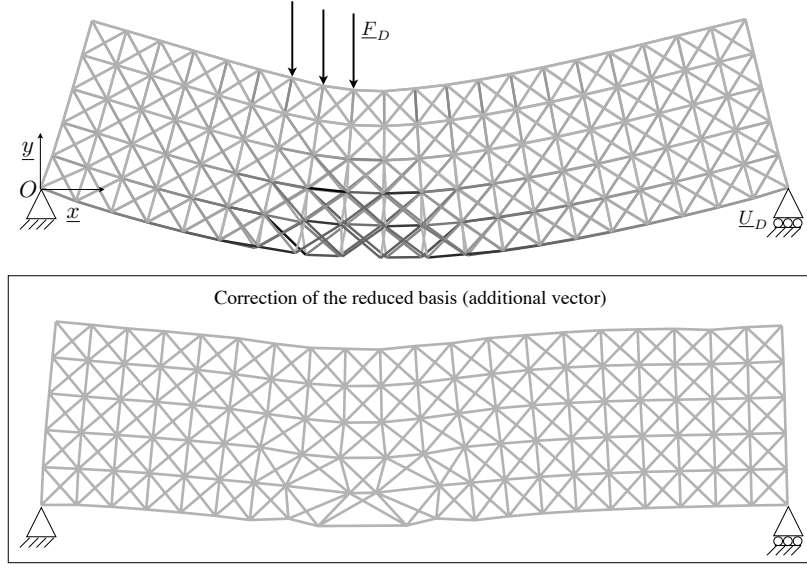 F_D
y
O
x
U_D
Correction of the reduced basis (additional vector)